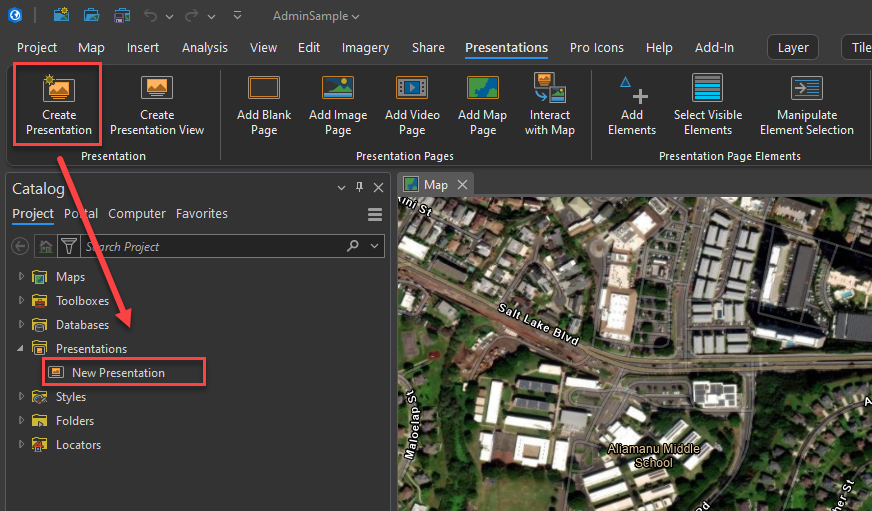 AdminSample
Project Map Insert Analysis View Edit Imagery Share Presentations Pro Icons Help Add-In Layer Tile
Create
Presentation
Create
Presentation View
Add Blank
Page
Add Image
Page
Add Video
Page
Add Map
Page
Interact
with Map
Add
Elements
Select Visible
Elements
Manipulate
Element Selection
Presentation
Presentation Pages
Presentation Page Elements
Catalog
Project Portal Computer Favorites
Search Project
Maps
Toolboxes
Databases
Presentations
New Presentation
Styles
Folders
Locators
Map
ini St
Salt Lake Blvd
Maloelap St
Aliamanu Middle
School
Rd
her St
A